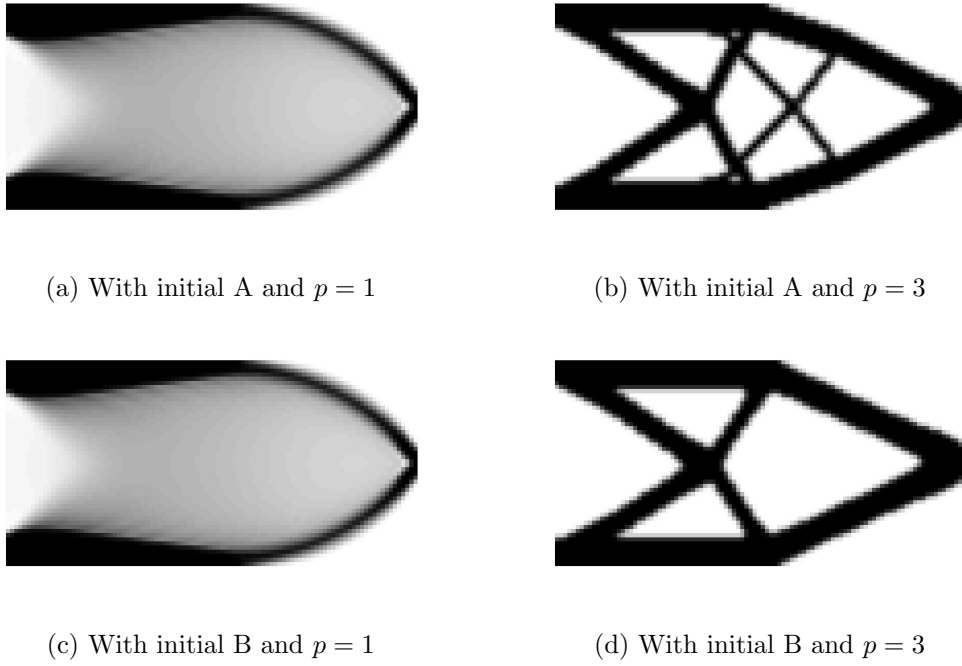 (a) With initial A and p = 1
(b) With initial A and p = 3
(c) With initial B and p = 1
(d) With initial B and p = 3